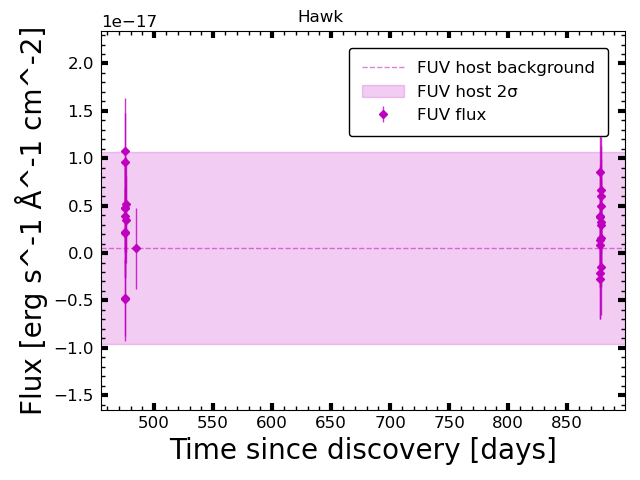 Hawk
1e−17
FUV host background
FUV host 2σ
FUV flux
2.0
1.5
1.0
0.5
0.0
−0.5
−1.0
−1.5
Flux [erg s^-1 Å^-1 cm^-2]
500 550 600 650 700 750 800 850
Time since discovery [days]